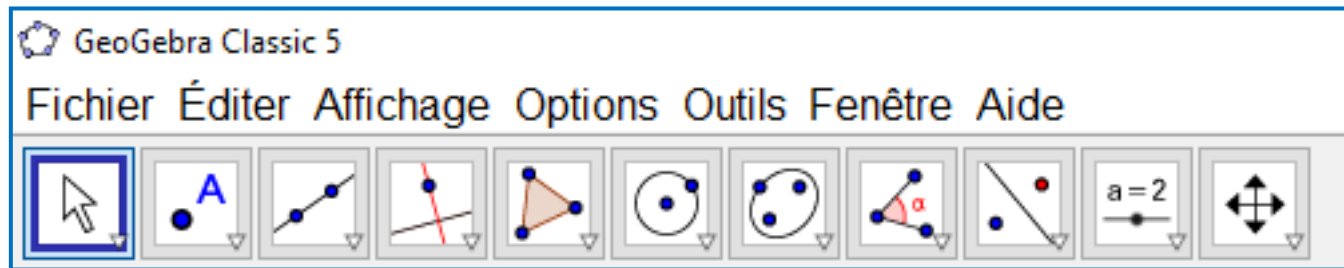 GeoGebra Classic 5
Fichier Éditer Affichage Options Outils Fenêtre Aide
A α a = 2